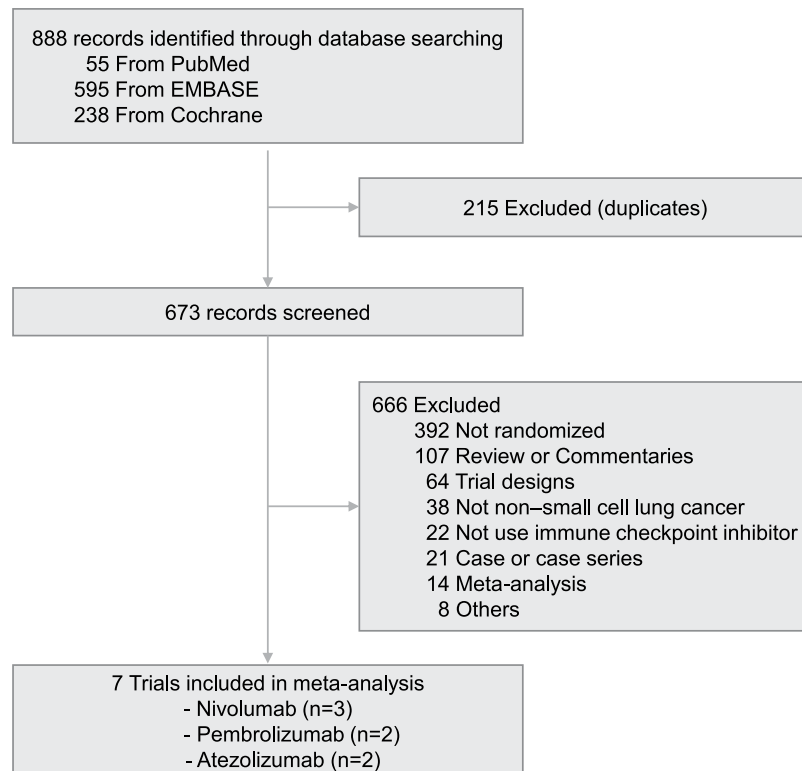 888 records identified through database searching
55 From PubMed
595 From EMBASE
238 From Cochrane
215 Excluded (duplicates)
673 records screened
666 Excluded
392 Not randomized
107 Review or Commentaries
64 Trial designs
38 Not non–small cell lung cancer
22 Not use immune checkpoint inhibitor
21 Case or case series
14 Meta-analysis
8 Others
7 Trials included in meta-analysis
- Nivolumab (n=3)
- Pembrolizumab (n=2)
- Atezolizumab (n=2)